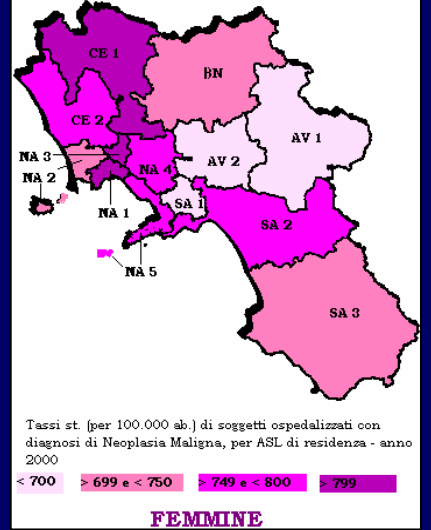 CE 1
BN
CE 2
AV 1
NA 3
NA 4
AV 2
NA 2
SA 1
NA 1
SA 2
NA 5
SA 3
Tassi st. (per 100.000 ab.) di soggetti ospedalizzati con
diagnosi di Neoplasia Maligna, per ASL di residenza - anno
2000
< 700 > 699 e < 750 > 749 e < 800 > 799
FEMMINE